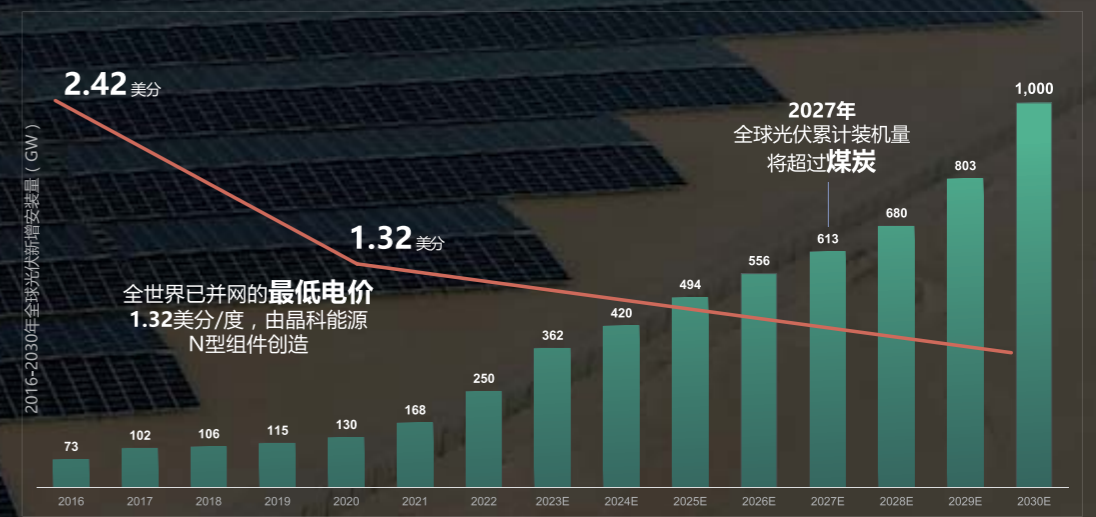 2.42 美分
2027年
全球光伏累计装机量
将超过煤炭
2016-2030年全球光伏新增安装量（GW）
1.32 美分
全世界已并网的最低电价
1.32美分/度，由晶科能源
N型组件创造
73
102
106
115
130
168
250
362
420
494
556
613
680
803
1,000
2016
2017
2018
2019
2020
2021
2022
2023E
2024E
2025E
2026E
2027E
2028E
2029E
2030E